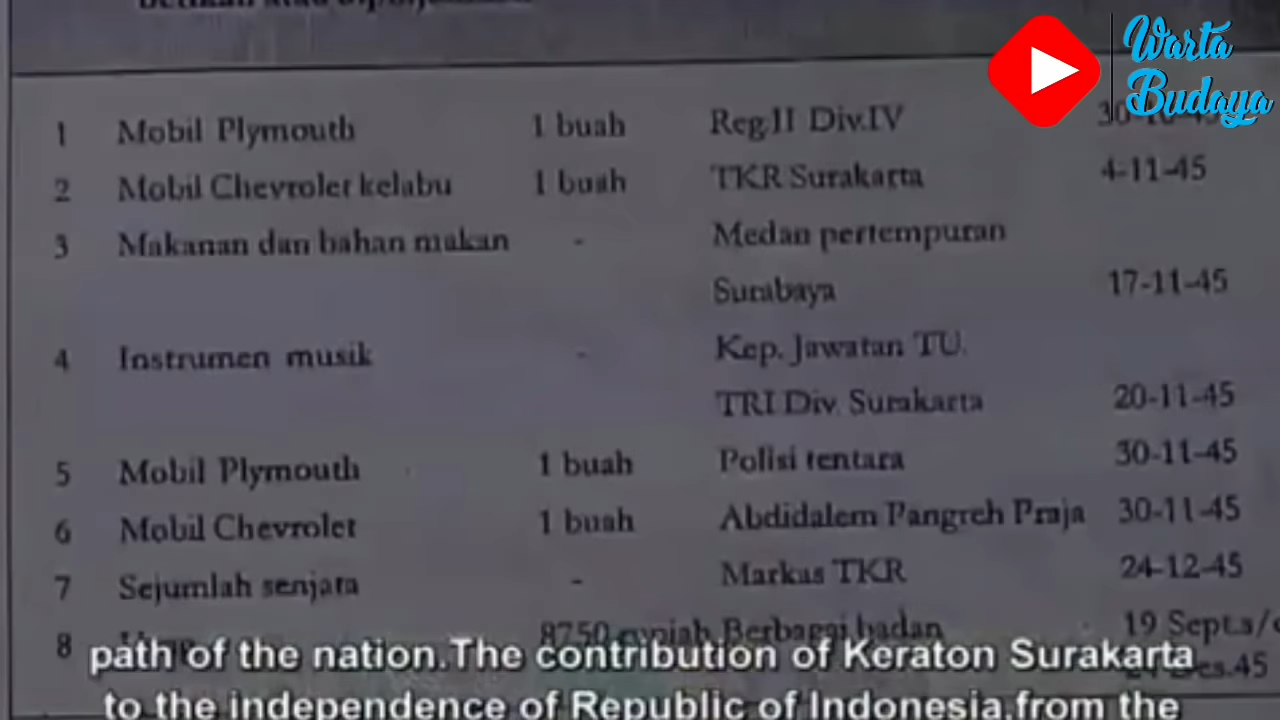 Warta
Budaya
1 Mobil Plymouth 1 buah Reg.II Div.IV
2 Mobil Chevrolet kelabu 1 buah TKR Surakarta 4-11-45
3 Makanan dan bahan makan - Medan pertempuran
Surabaya 17-11-45
4 Instrumen musik - Kep. Jawatan TU.
TRI Div. Surakarta 20-11-45
5 Mobil Plymouth 1 buah Polisi tentara 30-11-45
6 Mobil Chevrolet 1 buah Abdidalem Pangreh Praja 30-11-45
7 Sejumlah senjata - Markas TKR 24-12-45
8 8750 rupiah Berbagai badan 19 Sept.s/
45
path of the nation.The contribution of Keraton Surakarta
to the independence of Republic of Indonesia,from the